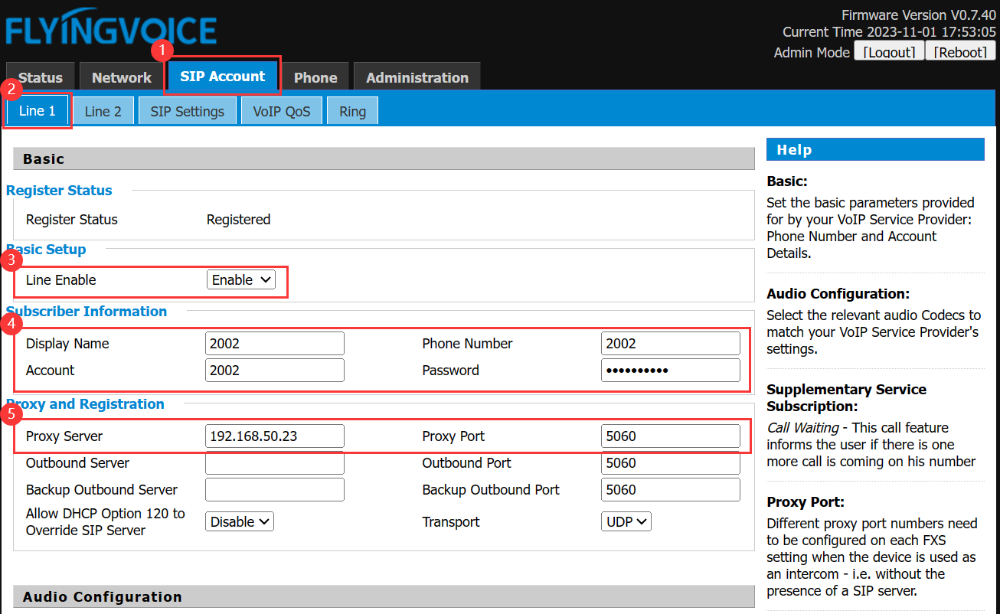 FLYINGVOICE
Firmware Version V0.7.40
Current Time 2023-11-01 17:53:05
Admin Mode [Logout] [Reboot]
1
Status Network SIP Account Phone Administration
2
Line 1 Line 2 SIP Settings VoIP QoS Ring
Basic
Register Status
Register Status Registered
Basic Setup
3
Line Enable Enable
Subscriber Information
4
Display Name 2002 Phone Number 2002
Account 2002 Password ••••••••••
Proxy and Registration
5
Proxy Server 192.168.50.23 Proxy Port 5060
Outbound Server Outbound Port 5060
Backup Outbound Server Backup Outbound Port 5060
Allow DHCP Option 120 to
Override SIP Server Disable Transport UDP
Audio Configuration
Help
Basic:
Set the basic parameters provided
for by your VoIP Service Provider:
Phone Number and Account
Details.
Audio Configuration:
Select the relevant audio Codecs to
match your VoIP Service Provider's
settings.
Supplementary Service
Subscription:
Call Waiting - This call feature
informs the user if there is one
more call is coming on his number
Proxy Port:
Different proxy port numbers need
to be configured on each FXS
setting when the device is used as
an intercom - i.e. without the
presence of a SIP server.